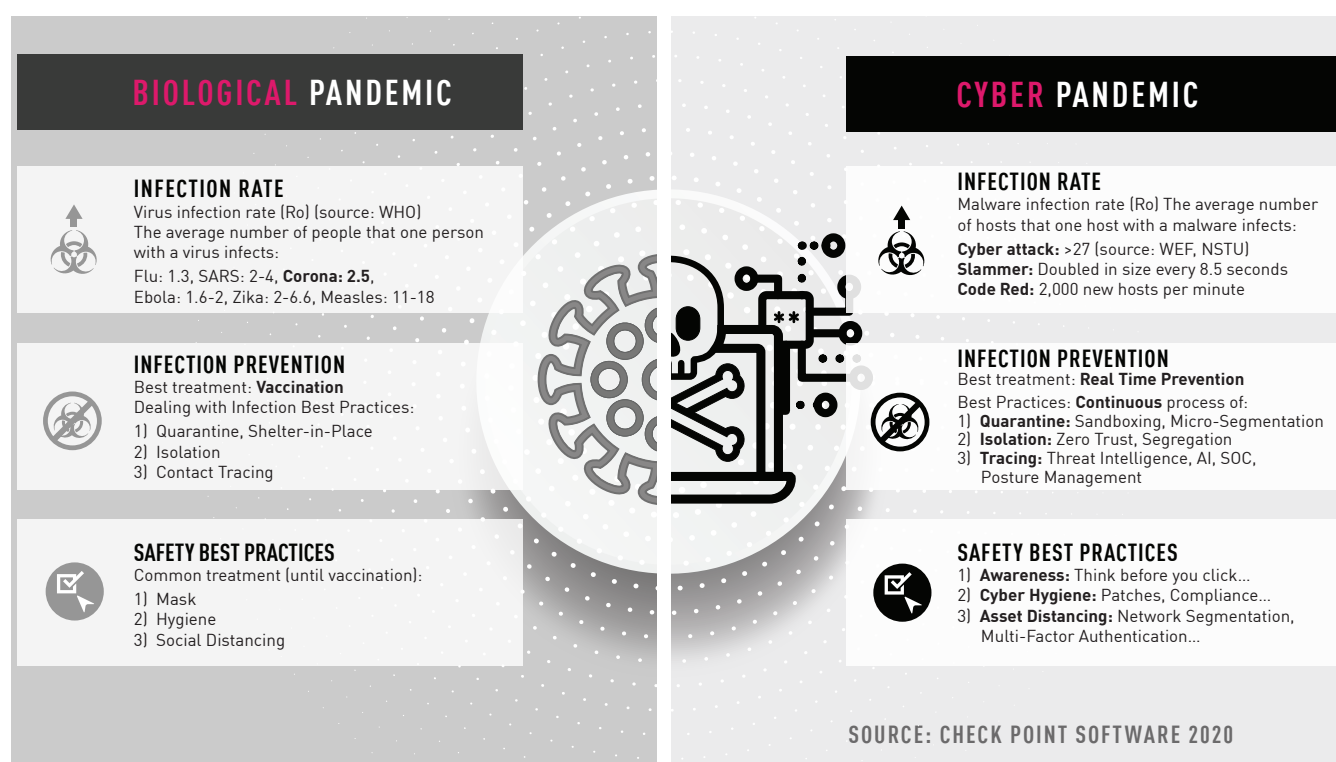 BIOLOGICAL PANDEMIC
INFECTION RATE
Virus infection rate (Ro) (source: WHO)
The average number of people that one person
with a virus infects:
Flu: 1.3, SARS: 2-4, Corona: 2.5,
Ebola: 1.6-2, Zika: 2-6.6, Measles: 11-18
INFECTION PREVENTION
Best treatment: Vaccination
Dealing with Infection Best Practices:
1) Quarantine, Shelter-in-Place
2) Isolation
3) Contact Tracing
SAFETY BEST PRACTICES
Common treatment (until vaccination):
1) Mask
2) Hygiene
3) Social Distancing
CYBER PANDEMIC
INFECTION RATE
Malware infection rate (Ro) The average number
of hosts that one host with a malware infects:
Cyber attack: >27 (source: WEF, NSTU)
Slammer: Doubled in size every 8.5 seconds
Code Red: 2,000 new hosts per minute
INFECTION PREVENTION
Best treatment: Real Time Prevention
Best Practices: Continuous process of:
1) Quarantine: Sandboxing, Micro-Segmentation
2) Isolation: Zero Trust, Segregation
3) Tracing: Threat Intelligence, AI, SOC,
Posture Management
SAFETY BEST PRACTICES
1) Awareness: Think before you click...
2) Cyber Hygiene: Patches, Compliance...
3) Asset Distancing: Network Segmentation,
Multi-Factor Authentication...
**
SOURCE: CHECK POINT SOFTWARE 2020